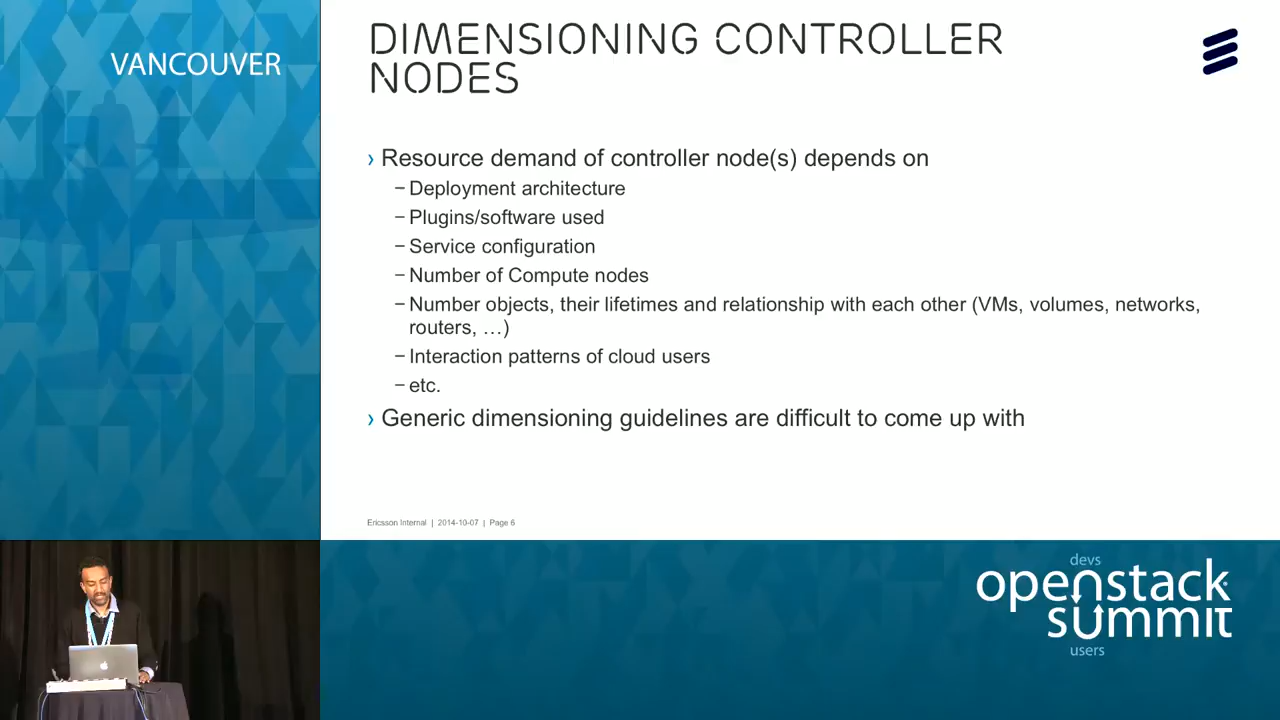 VANCOUVER
DIMENSIONING CONTROLLER
NODES
› Resource demand of controller node(s) depends on
– Deployment architecture
– Plugins/software used
– Service configuration
– Number of Compute nodes
– Number objects, their lifetimes and relationship with each other (VMs, volumes, networks,
routers, …)
– Interaction patterns of cloud users
– etc.
› Generic dimensioning guidelines are difficult to come up with
Ericsson Internal | 2014-10-07 | Page 6
devs
openstack
summit
users